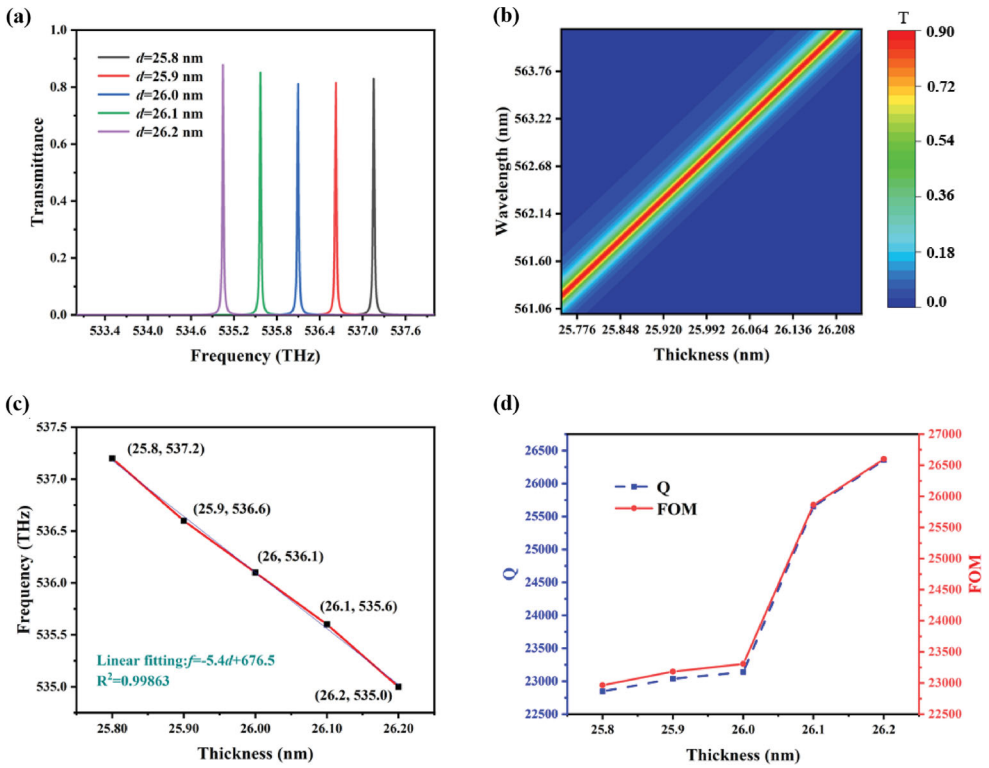 (a)
1.0
0.8
0.6
0.4
0.2
0.0
Transmittance
d=25.8 nm
d=25.9 nm
d=26.0 nm
d=26.1 nm
d=26.2 nm
533.4 534.0 534.6 535.2 535.8 536.4 537.0 537.6
Frequency (THz)
(b)
T
563.76
563.22
562.68
562.14
561.60
561.06
Wavelength (nm)
25.776 25.848 25.920 25.992 26.064 26.136 26.208
Thickness (nm)
0.90
0.72
0.54
0.36
0.18
0.0
(c)
537.5
537.0
536.5
536.0
535.5
535.0
Frequency (THz)
(25.8, 537.2)
(25.9, 536.6)
(26, 536.1)
(26.1, 535.6)
(26.2, 535.0)
Linear fitting:f=-5.4d+676.5
R²=0.99863
25.80 25.90 26.00 26.10 26.20
Thickness (nm)
(d)
26500
26000
25500
25000
24500
24000
23500
23000
22500
Q
Q
FOM
27000
26500
26000
25500
25000
24500
24000
23500
23000
22500
FOM
25.8 25.9 26.0 26.1 26.2
Thickness (nm)